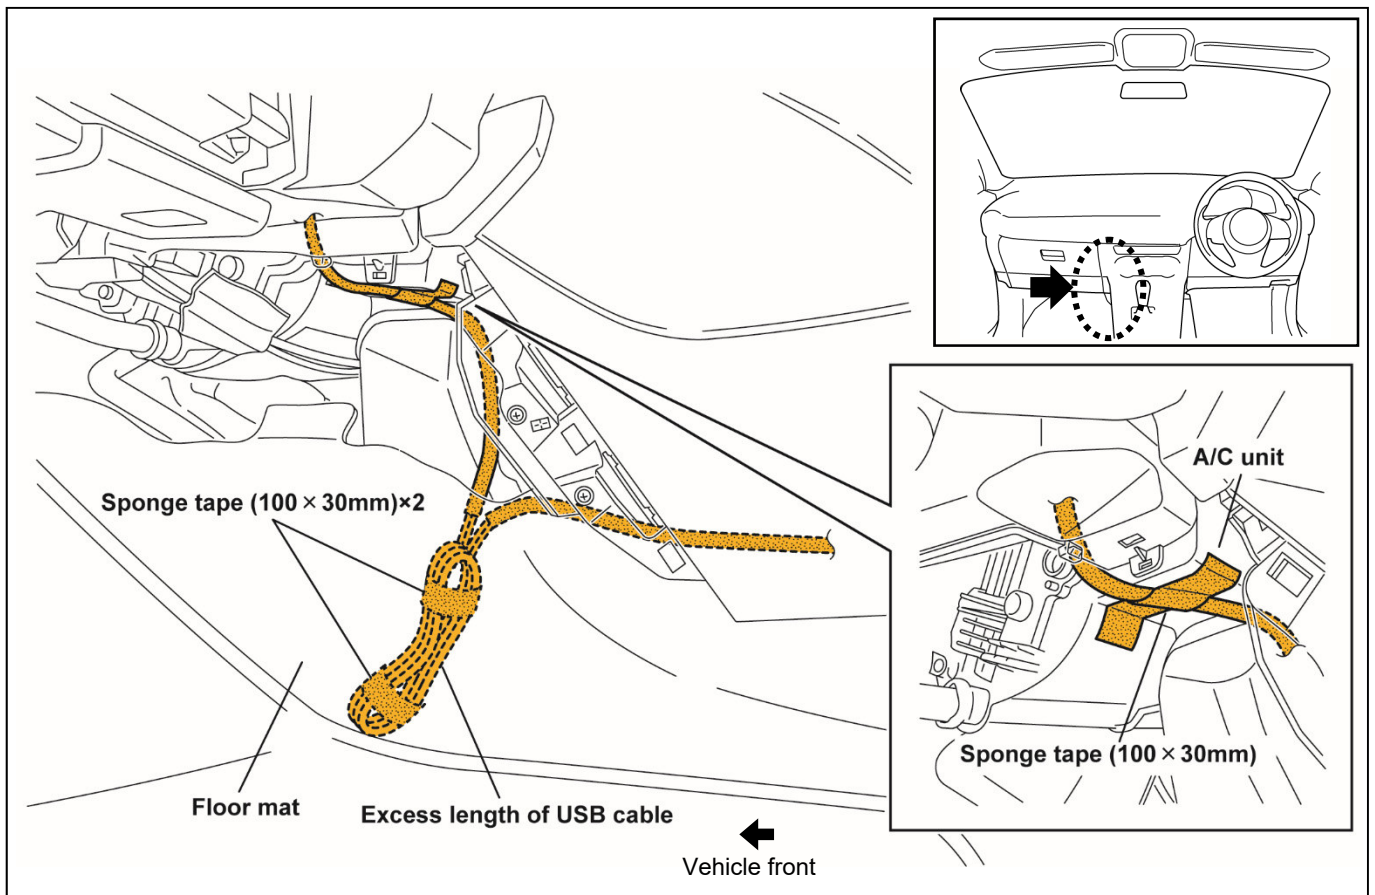 A/C unit
Sponge tape (100×30mm)×2
Sponge tape (100×30mm)
Floor mat
Excess length of USB cable
Vehicle front